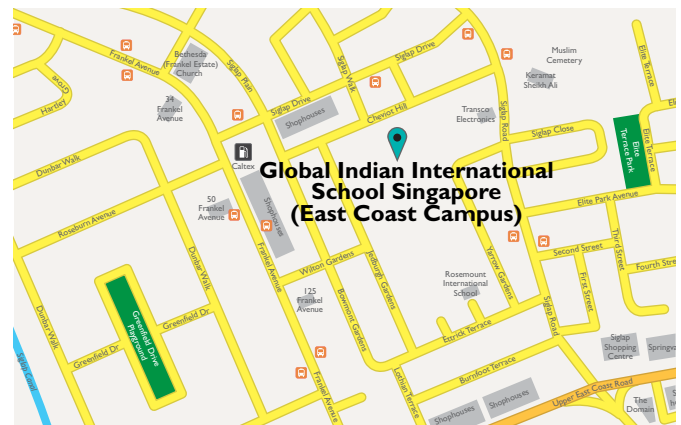 Frankel Avenue
Bethesda
(Frankel Estate)
Church
Siglap Plain
Siglap Walk
Siglap Drive
Muslim
Cemetery
Elite Terrace
Keramat
Sheikh Ali
Grove
Hartley
34
Frankel
Avenue
Siglap Drive
Shophouses
Cheviot Hill
Transco
Electronics
Siglap Road
Siglap Close
Elite
Terrace Park
Elite Terrace
Dunbar Walk
Caltex
Global Indian International
School Singapore
(East Coast Campus)
Elite Park Avenue
Roseburn Avenue
50
Frankel
Avenue
Shophouses
Dunbar Walk
Frankel Avenue
Wilton Gardens
Jedburgh Gardens
Yarrow Gardens
Second Street
Third Street
Fourth Street
First Street
Rosemount
International
School
125
Frankel
Avenue
Bowmont Gardens
Siglap Road
Greenfield Drive
Playground
Greenfield Dr
Greenfield Dr
Dunbar Walk
Siglap Canal
Ettrick Terrace
Siglap
Shopping
Centre
Springv
Burnfoot Terrace
Lothian Terrace
Frankel Avenue
Upper East Coast Road
Shophouses
Shophouses
The
Domain